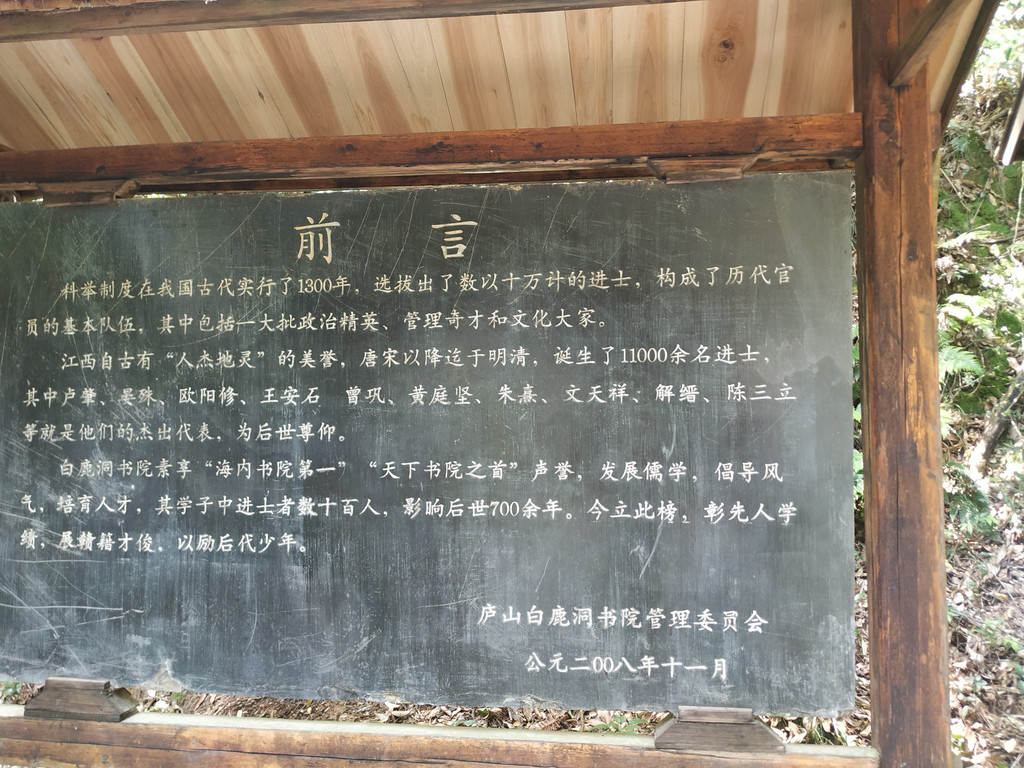 前言
科举制度在我国古代实行了1300年，选拔出了数以十万计的进士，构成了历代官
员的基本队伍，其中包括一大批政治精英、管理奇才和文化大家。
江西自古有“人杰地灵”的美誉，唐宋以降迄于明清，诞生了11000余名进士，
其中卢肇、晏殊、欧阳修、王安石 曾巩、黄庭坚、朱熹、文天祥、解缙、陈三立
等就是他们的杰出代表，为后世尊仰。
白鹿洞书院素享“海内书院第一” “天下书院之首”声誉，发展儒学，倡导风
气，培育人才，其学子中进士者数十百人，影响后世700余年。今立此榜，彰先人学
绩，展赣籍才俊，以励后代少年。
庐山白鹿洞书院管理委员会
公元二00八年十一月